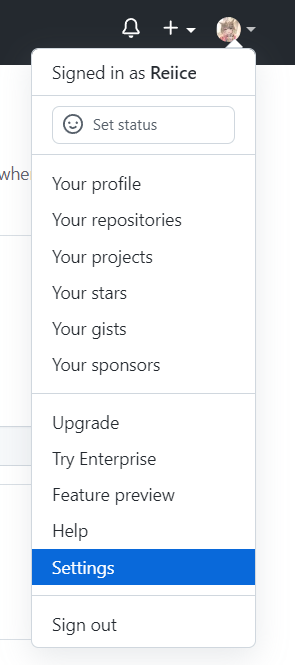 Signed in as Reiice
Set status
wher
Your profile
Your repositories
Your projects
Your stars
Your gists
Your sponsors
Upgrade
Try Enterprise
Feature preview
Help
Settings
Sign out